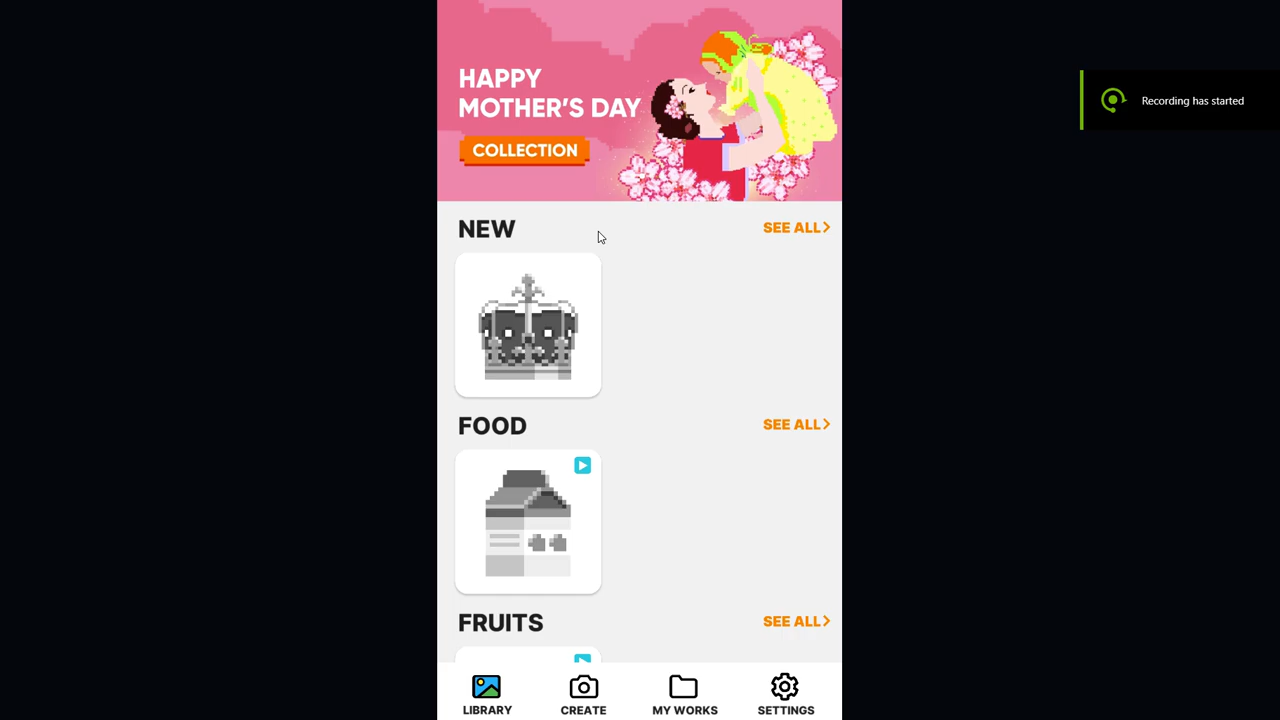 HAPPY
MOTHER'S DAY
COLLECTION
Recording has started
NEW
SEE ALL
FOOD
SEE ALL
FRUITS
SEE ALL
LIBRARY
CREATE
MY WORKS
SETTINGS